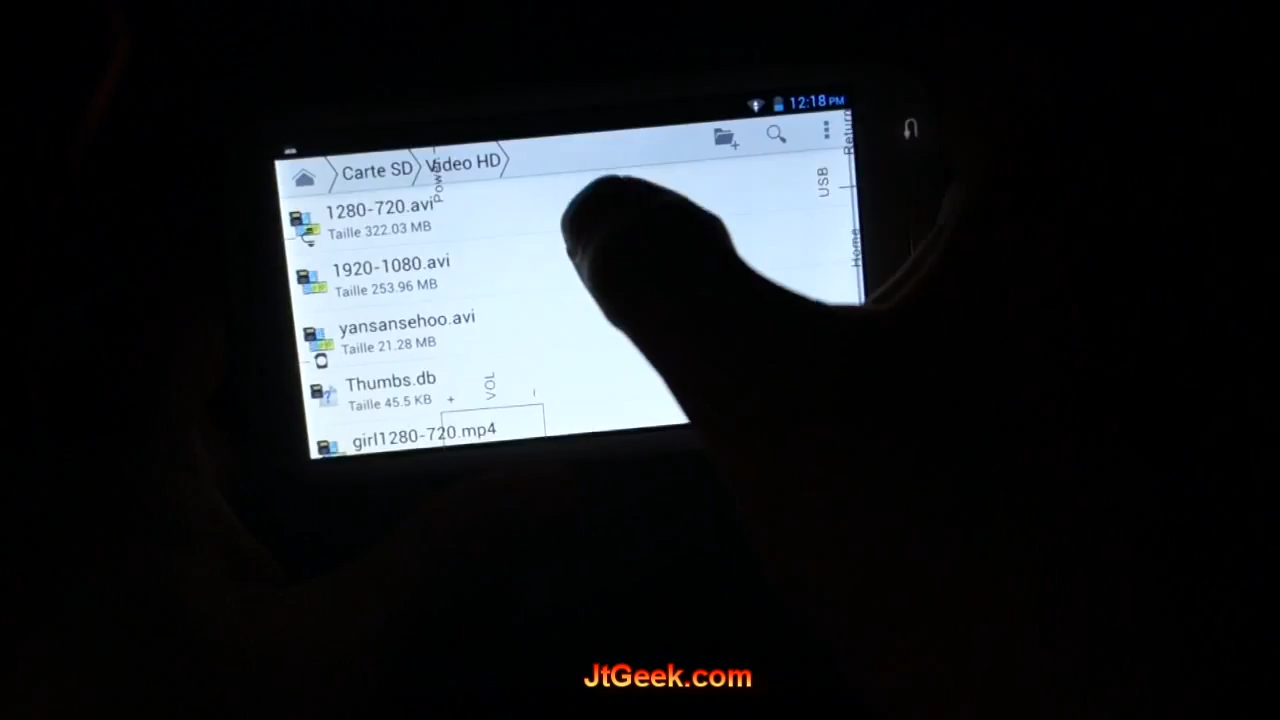 12:18 PM
Carte SD
Video HD
Power
Return
USB
Home
1280-720.avi
Taille 322.03 MB
1920-1080.avi
Taille 253.96 MB
yansansehoo.avi
Taille 21.28 MB
Thumbs.db
Taille 45.5 KB
+ VOL -
girl1280-720.mp4
JtGeek.com